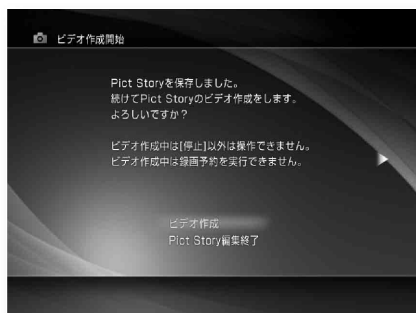 ビデオ作成開始
Pict Storyを保存しました。
続けてPict Storyのビデオ作成をします。
よろしいですか？
ビデオ作成中は[停止]以外は操作できません。
ビデオ作成中は録画予約を実行できません。
ビデオ作成
Pict Story編集終了